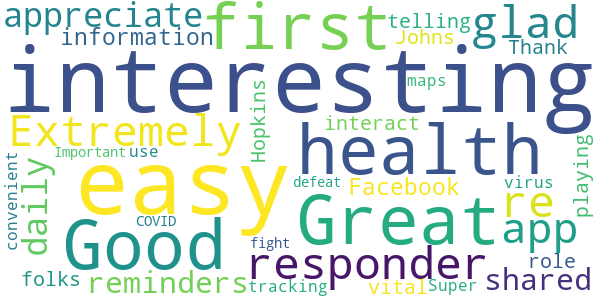 appreciate
first
telling
glad
information
Johns
Thank
interesting
maps
Extremely
Hopkins
interact
health
playing
convenient
Important
use
daily
easy
defeat
Facebook
virus
re
Good
COVID
Great
app
fight
responder
role
folks
reminders
tracking
vital
Super
shared